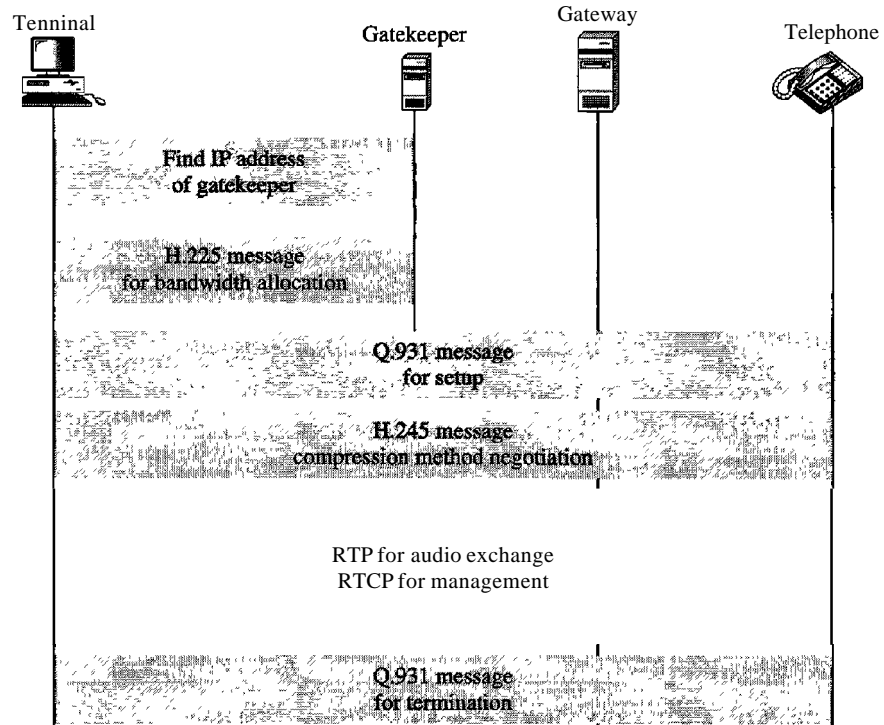 Tenninal
Gatekeeper
Gateway
Telephone
Find IP address
of gatekeeper
H.225 message
for bandwidth allocation
Q.931 message
for setup
H.245 message
compression method negotiation
RTP for audio exchange
RTCP for management
Q.931 message
for termination